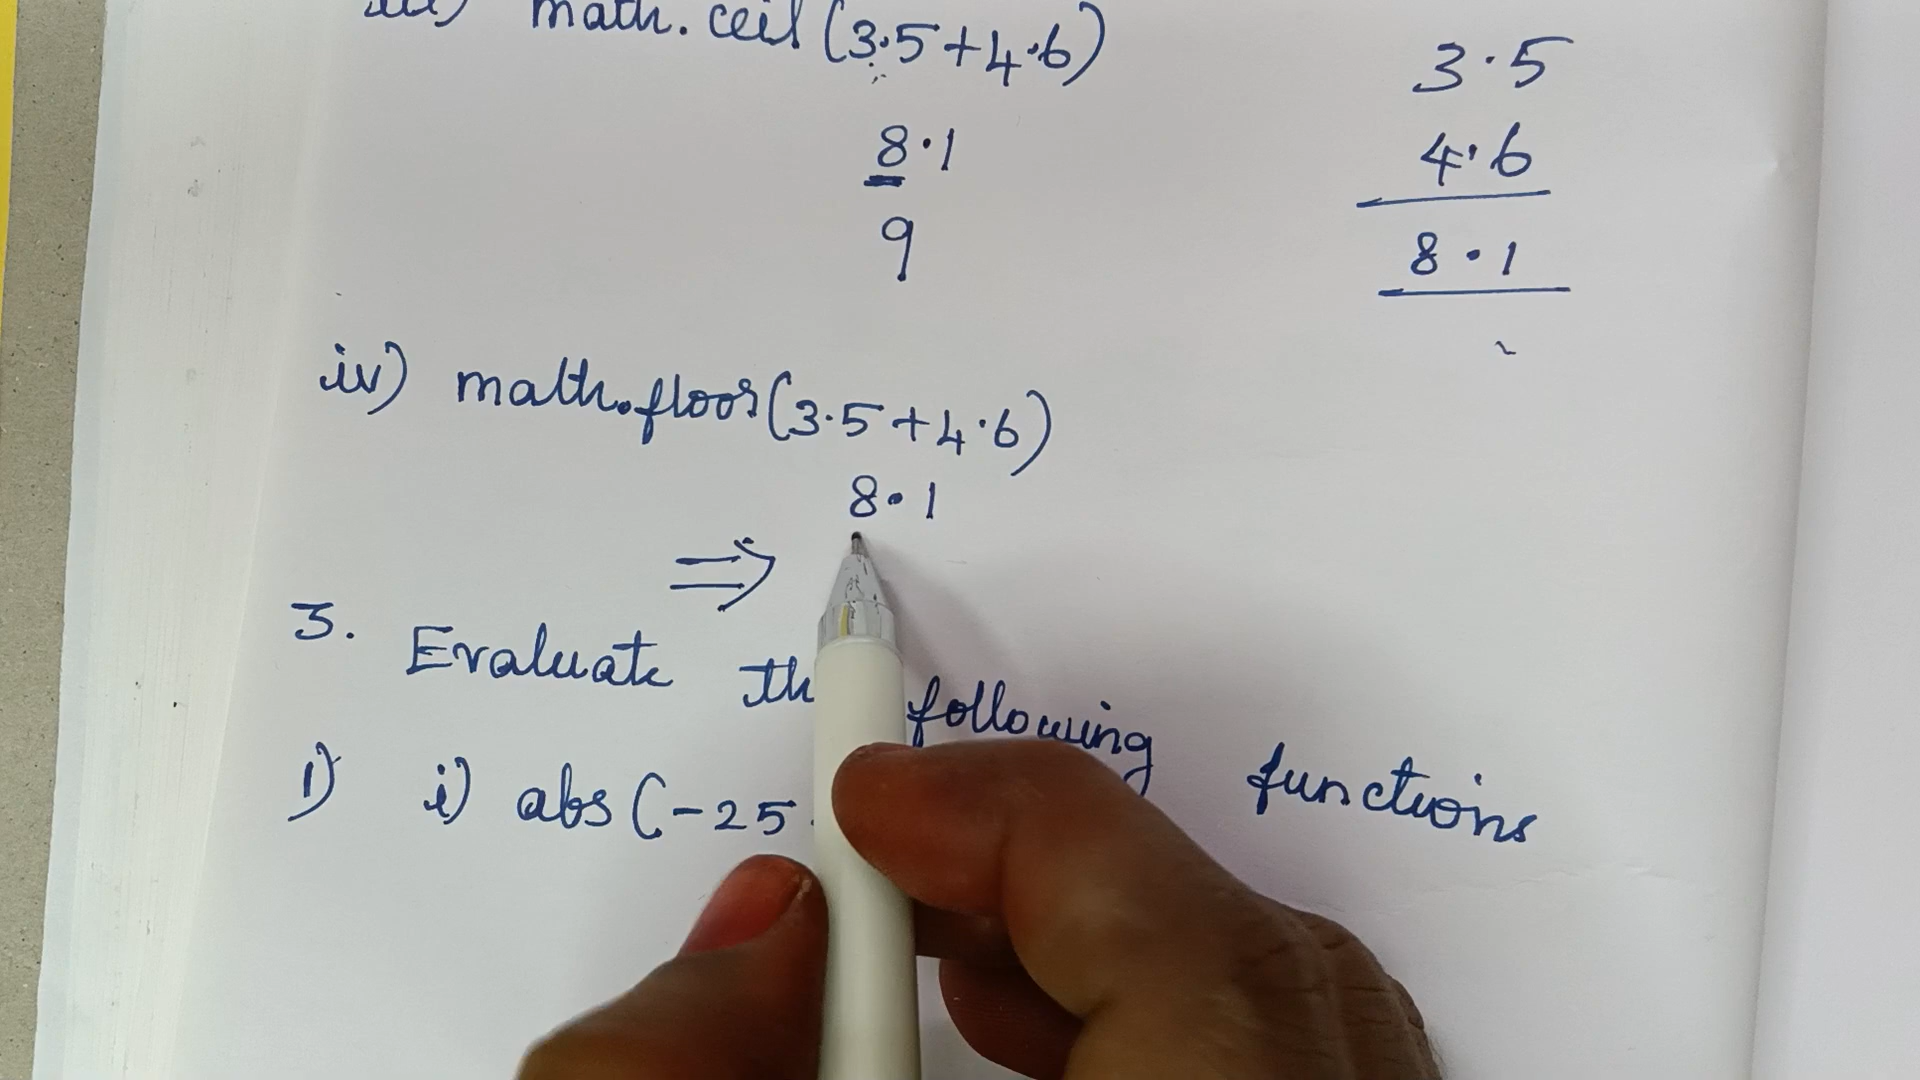 iii) math.ceil(3.5+4.6)
8.1
9
3.5
4.6
8.1
iv) math.floor(3.5+4.6)
8.1
⇒
3. Evaluate following functions
1) i) abs(-25